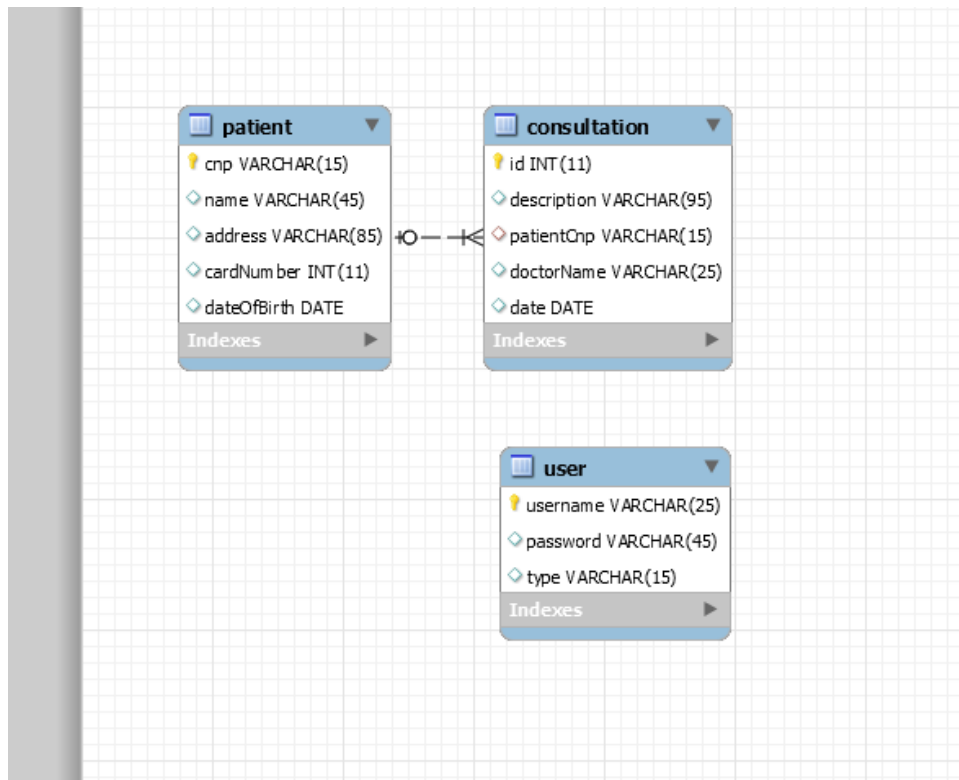 patient
cnp VARCHAR(15)
name VARCHAR(45)
address VARCHAR(85)
cardNumber INT(11)
dateOfBirth DATE
Indexes
consultation
id INT(11)
description VARCHAR(95)
patientCnp VARCHAR(15)
doctorName VARCHAR(25)
date DATE
Indexes
user
username VARCHAR(25)
password VARCHAR(45)
type VARCHAR(15)
Indexes